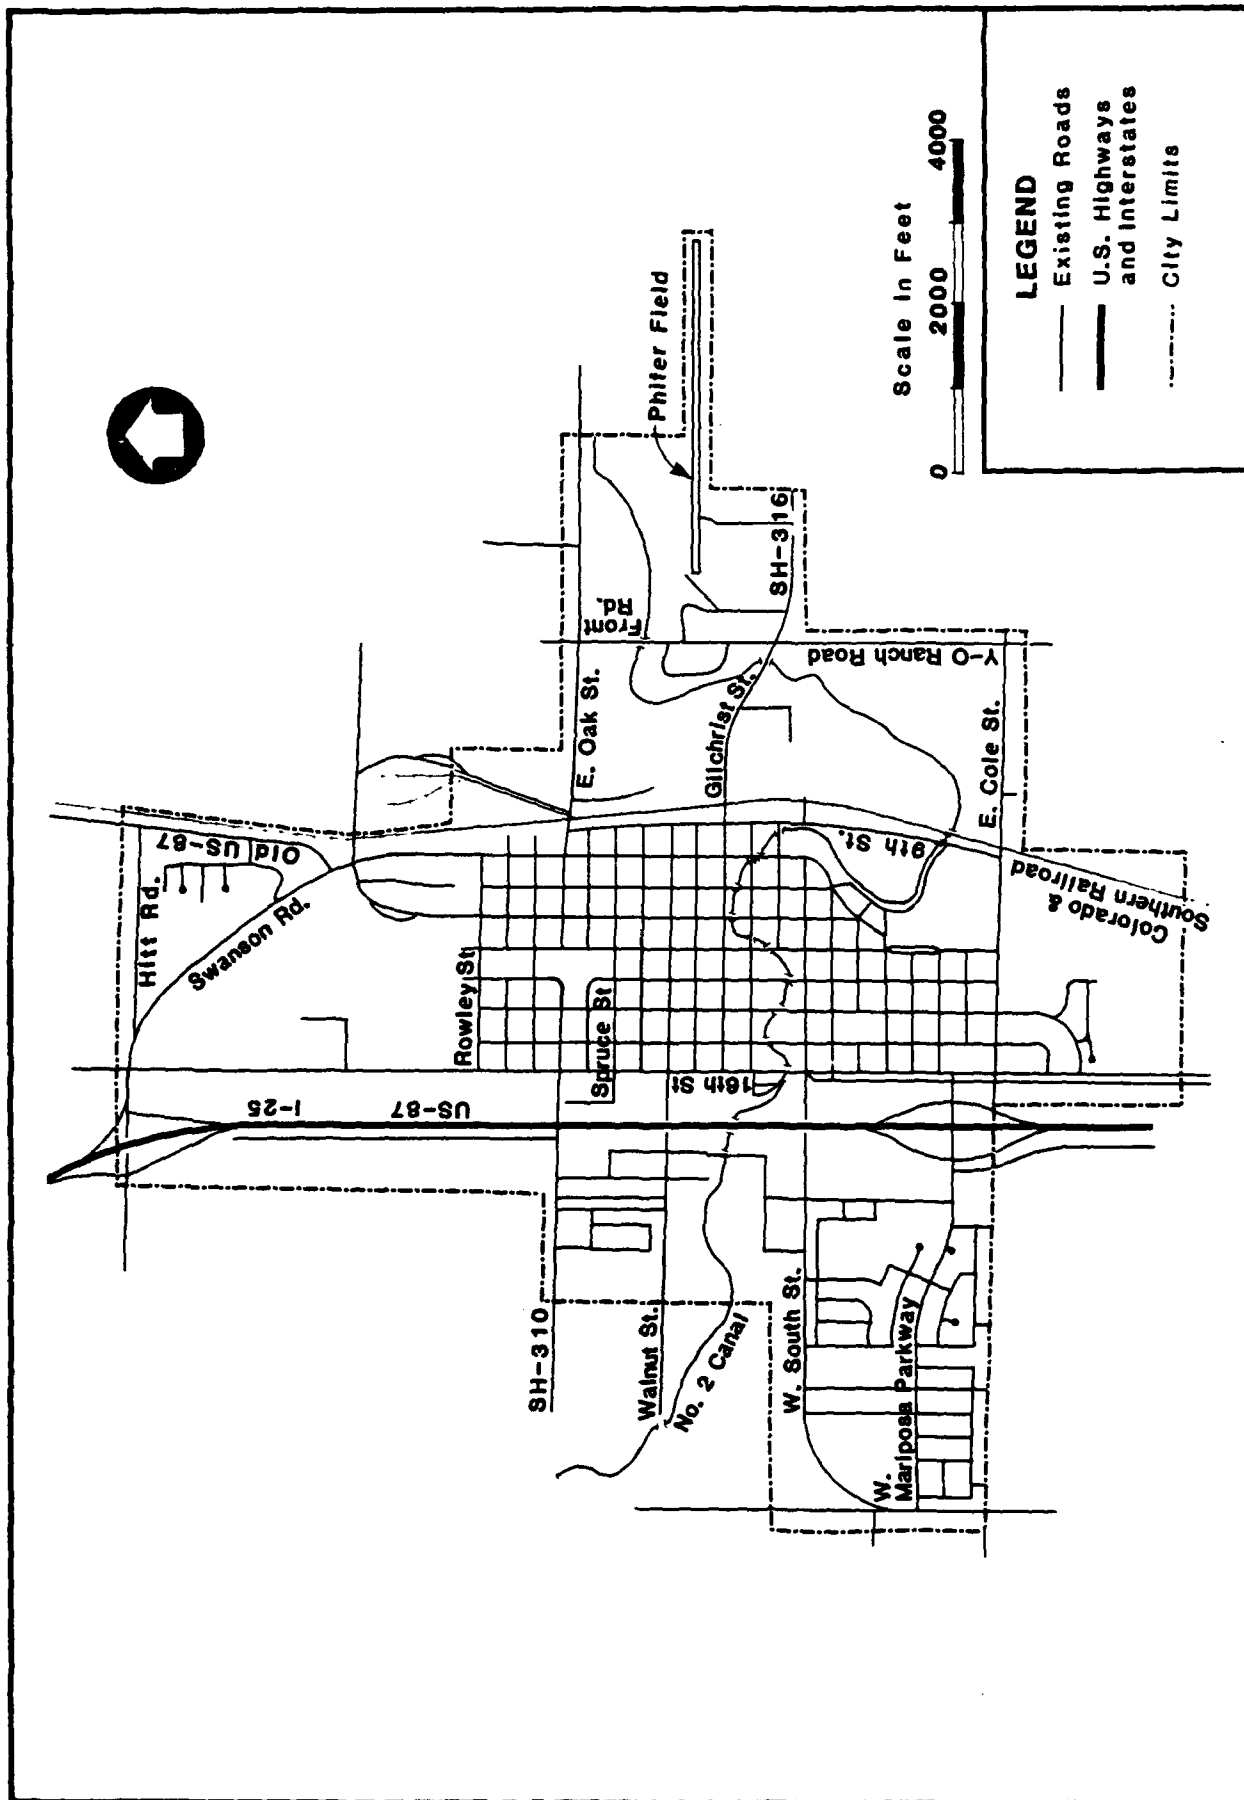 Hitt Rd.
Old US-87
Swanson Rd.
I-25
US-87
Rowley St
Spruce St
16th St
E. Oak St.
Front
Rd.
Gilchrist St.
Phifer Field
SH-316
Y-O Ranch Road
E. Cole St.
9th St.
Colorado &
Southern Railroad
SH-310
Walnut St.
No. 2 Canal
W. South St.
W.
Mariposa Parkway
Scale In Feet
0 2000 4000
LEGEND
Existing Roads
U.S. Highways
and Interstates
City Limits